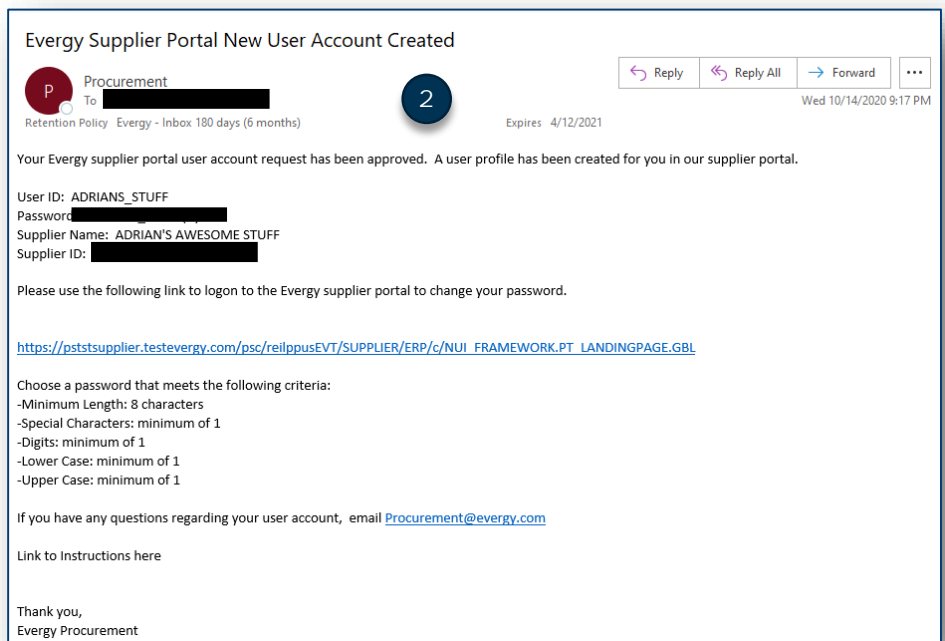 Evergy Supplier Portal New User Account Created
P
Procurement
To
2
Reply
Reply All
Forward
...
Wed 10/14/2020 9:17 PM
Retention Policy Evergy - Inbox 180 days (6 months)
Expires 4/12/2021
Your Evergy supplier portal user account request has been approved. A user profile has been created for you in our supplier portal.
User ID: ADRIANS_STUFF
Password
Supplier Name: ADRIAN'S AWESOME STUFF
Supplier ID:
Please use the following link to logon to the Evergy supplier portal to change your password.
https://pststsupplier.testevergy.com/psc/reilppusEVT/SUPPLIER/ERP/c/NUI_FRAMEWORK.PT_LANDINGPAGE.GBL
Choose a password that meets the following criteria:
-Minimum Length: 8 characters
-Special Characters: minimum of 1
-Digits: minimum of 1
-Lower Case: minimum of 1
-Upper Case: minimum of 1
If you have any questions regarding your user account, email Procurement@evergy.com
Link to Instructions here
Thank you,
Evergy Procurement